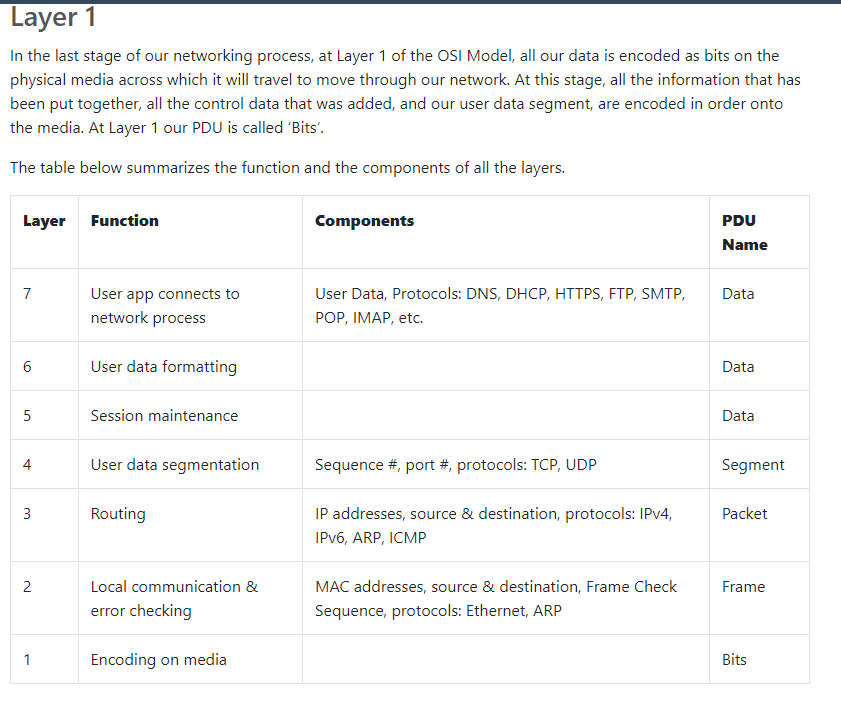 Layer 1
In the last stage of our networking process, at Layer 1 of the OSI Model, all our data is encoded as bits on the
physical media across which it will travel to move through our network. At this stage, all the information that has
been put together, all the control data that was added, and our user data segment, are encoded in order onto
the media. At Layer 1 our PDU is called ‘Bits’.
The table below summarizes the function and the components of all the layers.
Layer Function Components PDU
Name
7 User app connects to User Data, Protocols: DNS, DHCP, HTTPS, FTP, SMTP, Data
network process POP, IMAP, etc.
6 User data formatting Data
5 Session maintenance Data
4 User data segmentation Sequence #, port #, protocols: TCP, UDP Segment
3 Routing IP addresses, source & destination, protocols: IPv4, Packet
IPv6, ARP, ICMP
2 Local communication & MAC addresses, source & destination, Frame Check Frame
error checking Sequence, protocols: Ethernet, ARP
1 Encoding on media Bits